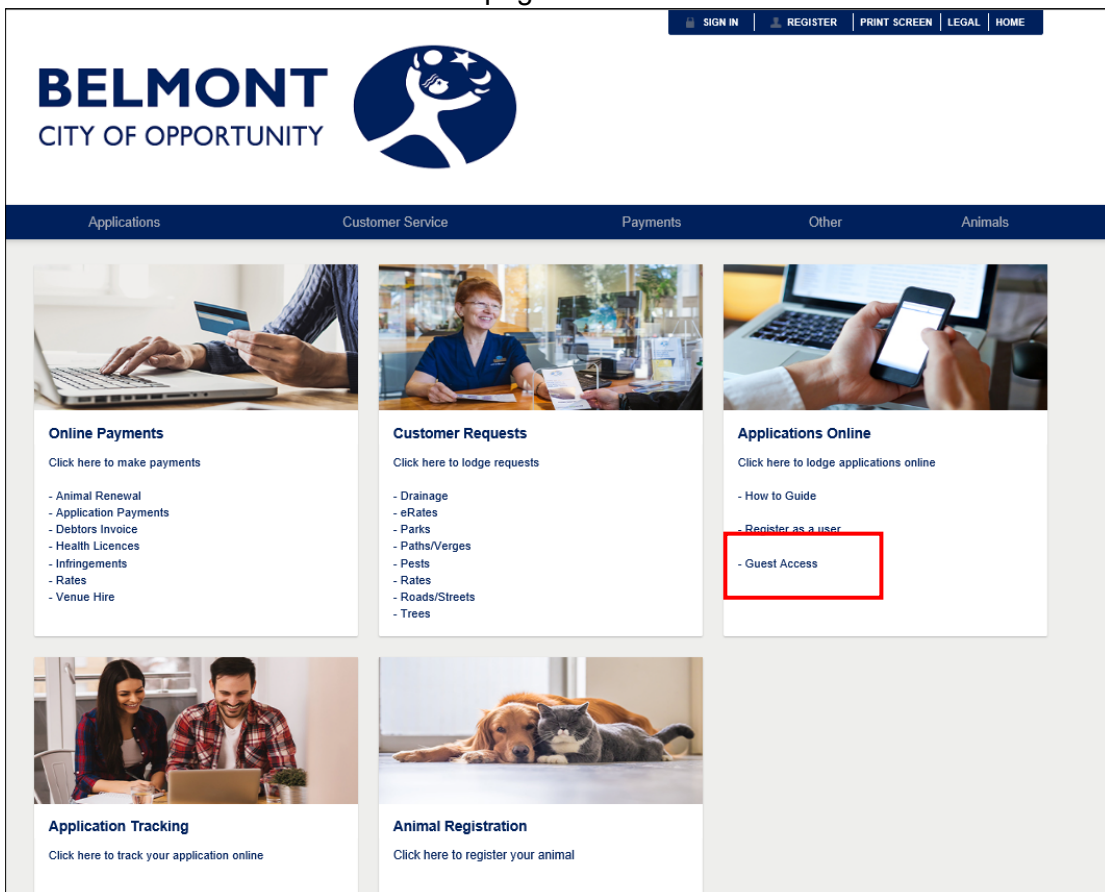 pag
SIGN IN
REGISTER
PRINT SCREEN
LEGAL
HOME
BELMONT
CITY OF OPPORTUNITY
Applications
Customer Service
Payments
Other
Animals
Online Payments
Click here to make payments
- Animal Renewal
- Application Payments
- Debtors Invoice
- Health Licences
- Infringements
- Rates
- Venue Hire
Customer Requests
Click here to lodge requests
- Drainage
- eRates
- Parks
- Paths/Verges
- Pests
- Rates
- Roads/Streets
- Trees
Applications Online
Click here to lodge applications online
- How to Guide
- Register as a user
- Guest Access
Application Tracking
Click here to track your application online
Animal Registration
Click here to register your animal